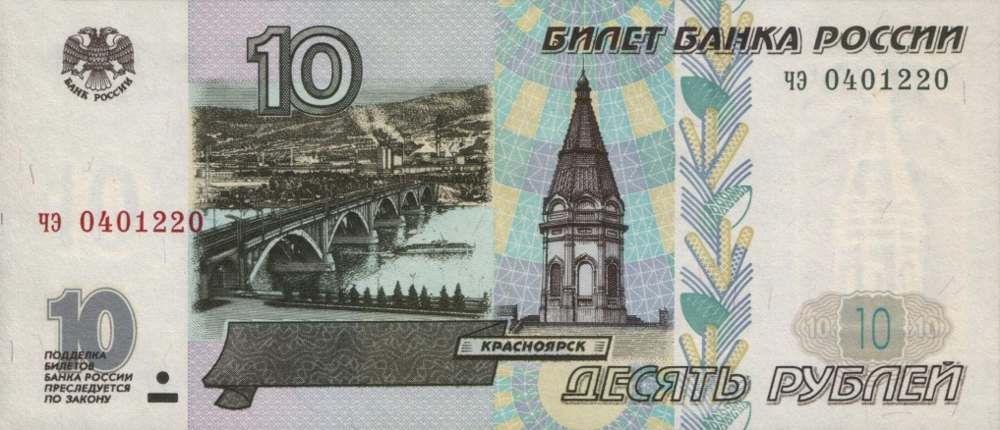 БАНК РОССИИ
10
БИЛЕТ БАНКА РОССИИ
чэ 0401220
чэ 0401220
10
ПОДДЕЛКА
БИЛЕТОВ
БАНКА РОССИИ
ПРЕСЛЕДУЕТСЯ
ПО ЗАКОНУ
КРАСНОЯРСК
10 10 10
ДЕСЯТЬ РУБЛЕЙ